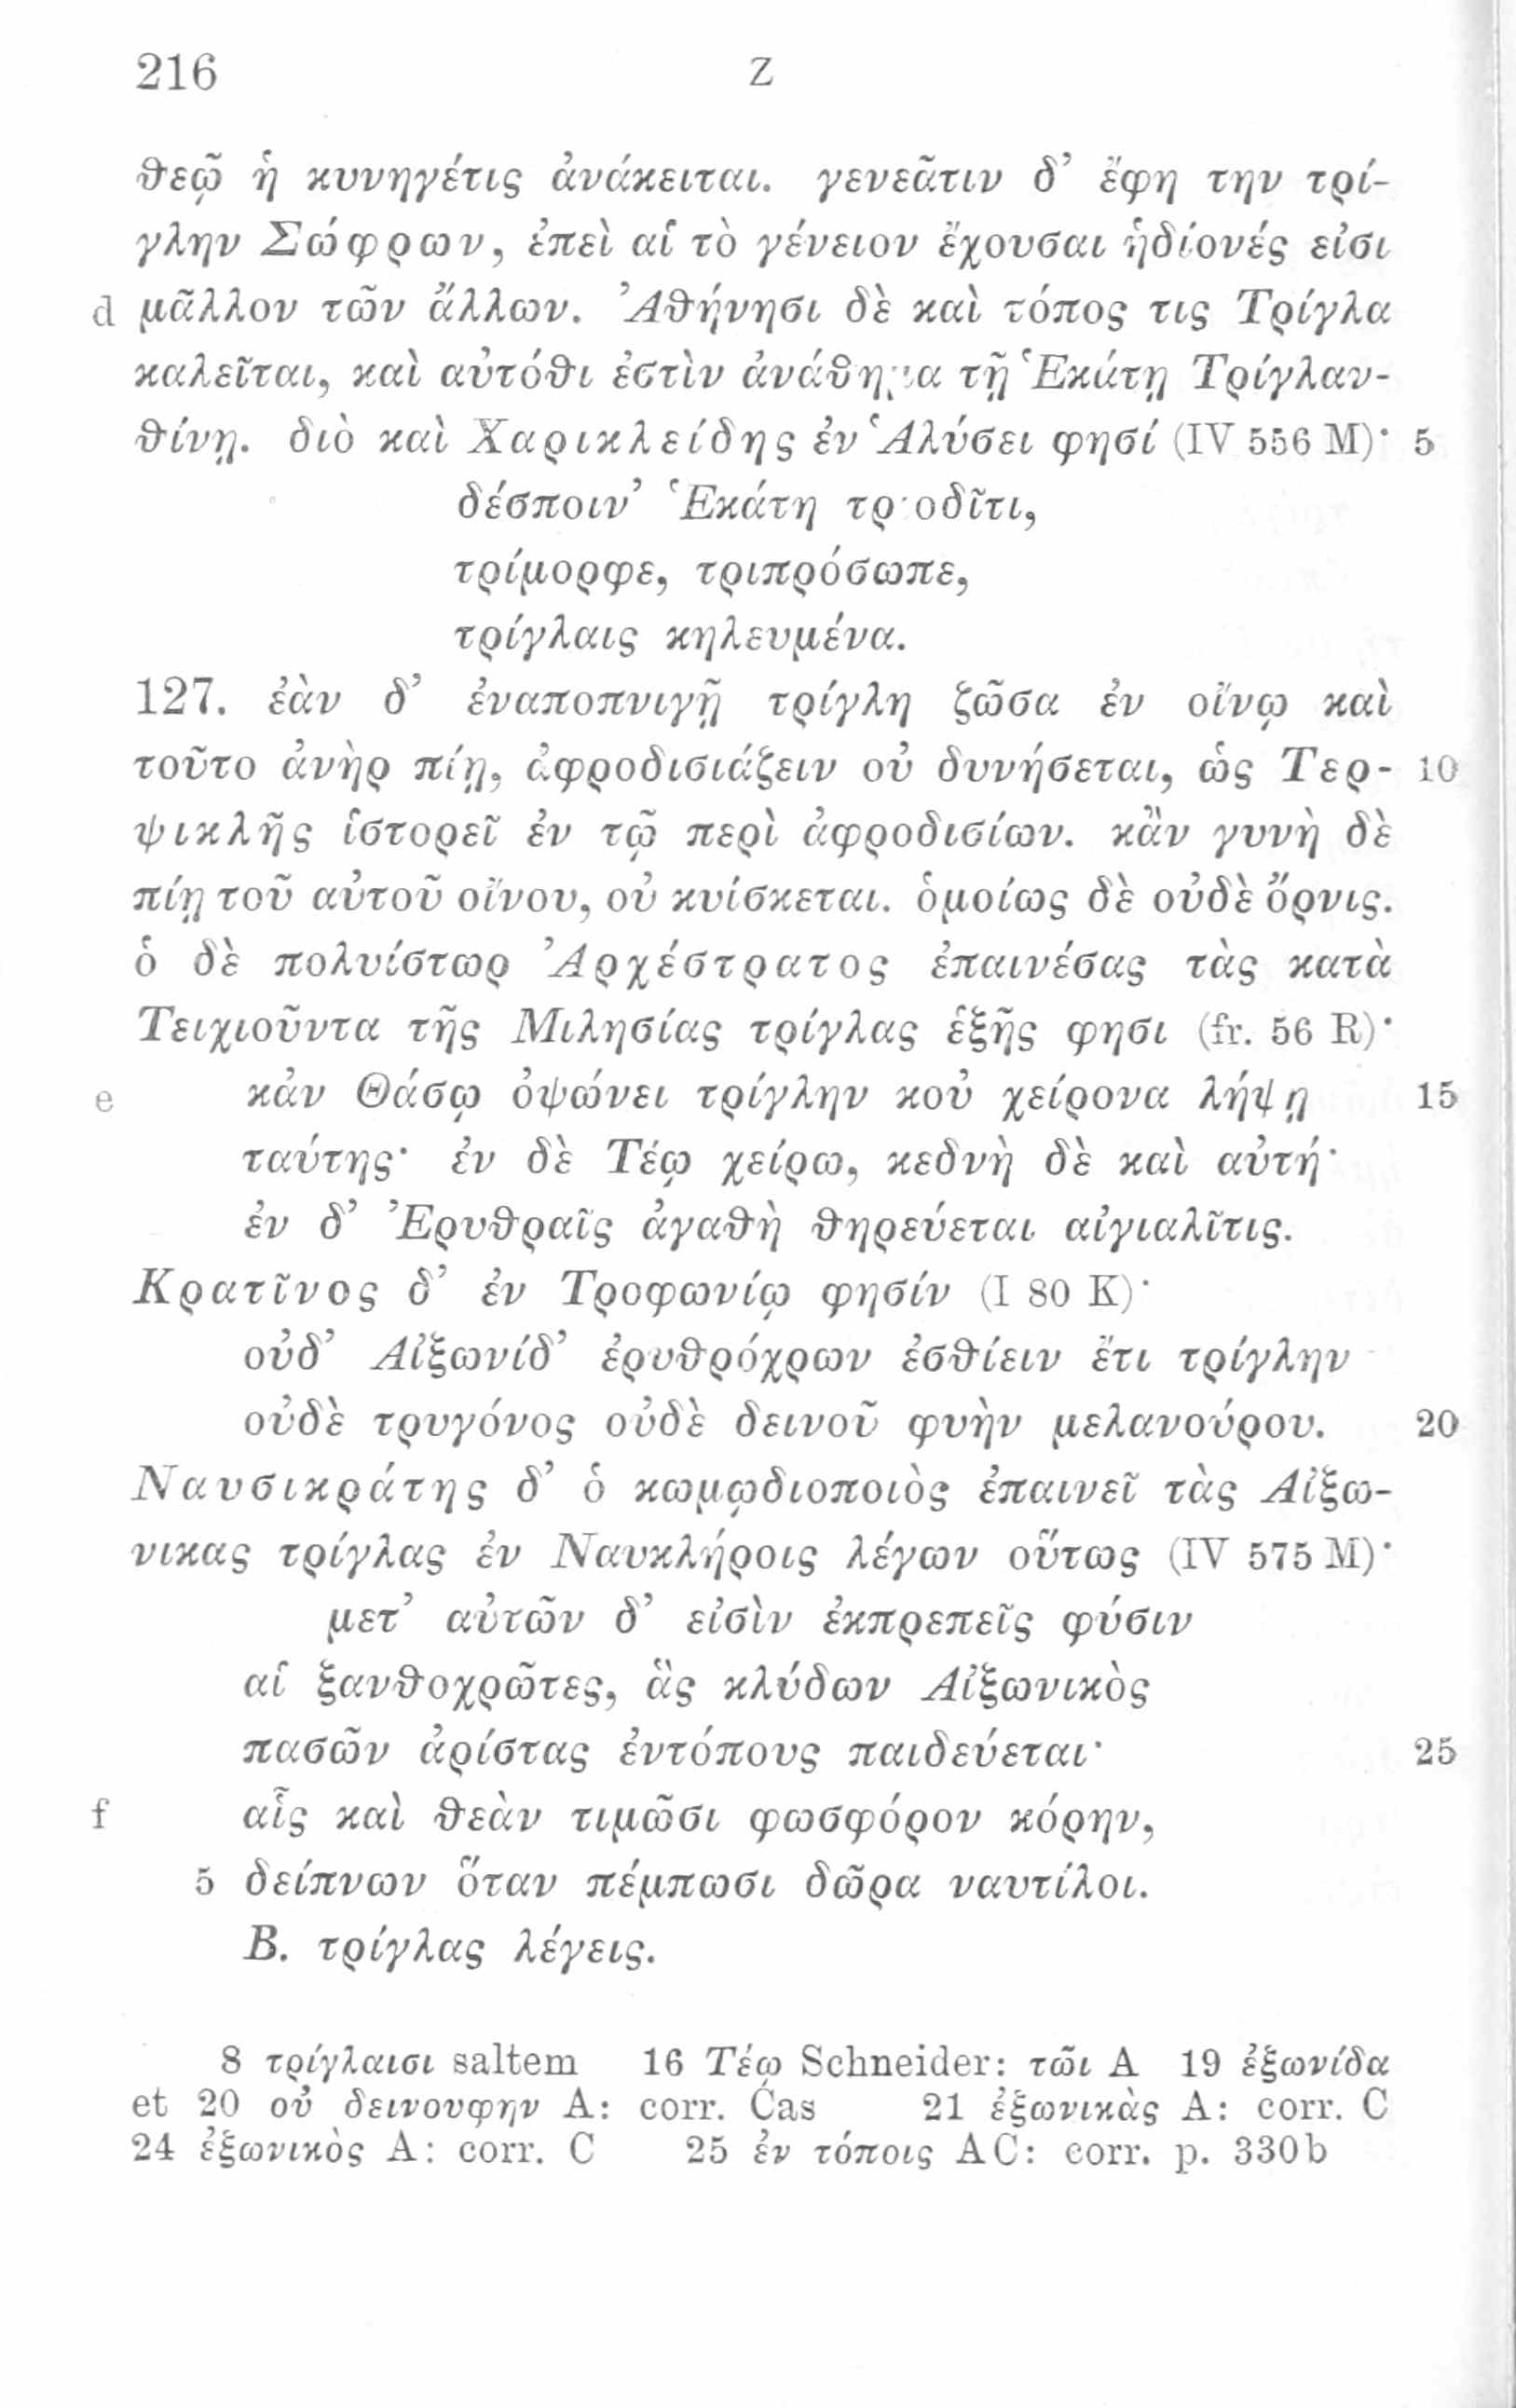 216 Z
θεῷ ἡ κυνηγέτις ἀνάκειται. γενεᾶτιν δ’ ἔφη την τρί-
γλην Σώφρων, ἐπεὶ αἱ τὸ γένειον ἔχουσαι ἡδίονές εἰσι
d μᾶλλον τῶν ἄλλων. Ἀθήνησι δὲ καὶ τόπος τις Τρίγλα
καλεῖται, καὶ αὐτόθι ἐστὶν ἀνάθημα τῇ Ἑκάτῃ Τρίγλαν-
θίνῃ. διὸ καὶ Χαρικλείδης ἐν Ἁλύσει φησί (IV 556 M)· 5
δέσποιν’ Ἑκάτη τριοδῖτι,
τρίμορφε, τριπρόσωπε,
τρίγλαις κηλευμένα.
127. ἐὰν δ’ ἐναποπνιγῇ τρίγλη ζῶσα ἐν οἴνῳ καὶ
τοῦτο ἀνὴρ πίῃ, ἀφροδισιάζειν οὐ δυνήσεται, ὡς Τερ- 10
ψικλῆς ἱστορεῖ ἐν τῷ περὶ ἀφροδισίων. κἂν γυνὴ δὲ
πίῃ τοῦ αὐτοῦ οἴνου, οὐ κυίσκεται. ὁμοίως δὲ οὐδὲ ὄρνις.
ὁ δὲ πολυίστωρ Ἀρχέστρατος ἐπαινέσας τὰς κατὰ
Τειχιοῦντα τῆς Μιλησίας τρίγλας ἑξῆς φησι (fr. 56 R)·
e κἀν Θάσῳ ὀψώνει τρίγλην κοὐ χείρονα λήψῃ 15
ταύτης· ἐν δὲ Τέῳ χείρω, κεδνὴ δὲ καὶ αὐτή·
ἐν δ’ Ἐρυθραῖς ἀγαθὴ θηρεύεται αἰγιαλῖτις.
Κρατῖνος δ’ ἐν Τροφωνίῳ φησίν (I 80 K)·
οὐδ’ Αἰξωνίδ’ ἐρυθρόχρων ἐσθίειν ἔτι τρίγλην
οὐδὲ τρυγόνος οὐδὲ δεινοῦ φυὴν μελανούρου. 20
Ναυσικράτης δ’ ὁ κωμῳδιοποιὸς ἐπαινεῖ τὰς Αἰξω-
νικας τρίγλας ἐν Ναυκλήροις λέγων οὕτως (IV 575 M)·
μετ’ αὐτῶν δ’ εἰσὶν ἐκπρεπεῖς φύσιν
αἱ ξανθοχρῶτες, ἃς κλύδων Αἰξωνικὸς
πασῶν ἀρίστας ἐντόπους παιδεύεται· 25
f αἷς καὶ θεὰν τιμῶσι φωσφόρον κόρην,
5 δείπνων ὅταν πέμπωσι δῶρα ναυτίλοι.
Β. τρίγλας λέγεις.
8 τρίγλαισι saltem 16 Τέῳ Schneider: τῶι A 19 ἐξωνίδα
et 20 οὐ δεινουφην A: corr. Cas 21 ἐξωνικὰς A: corr. C
24 ἐξωνικὸς A: corr. C 25 ἐν τόποις AC: corr. p. 330b